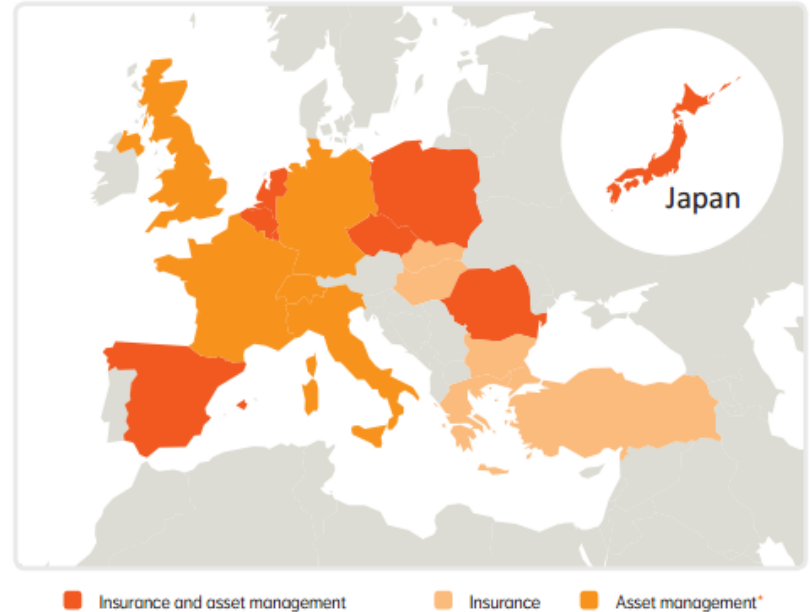 Japan
Insurance and asset management
Insurance
Asset management*